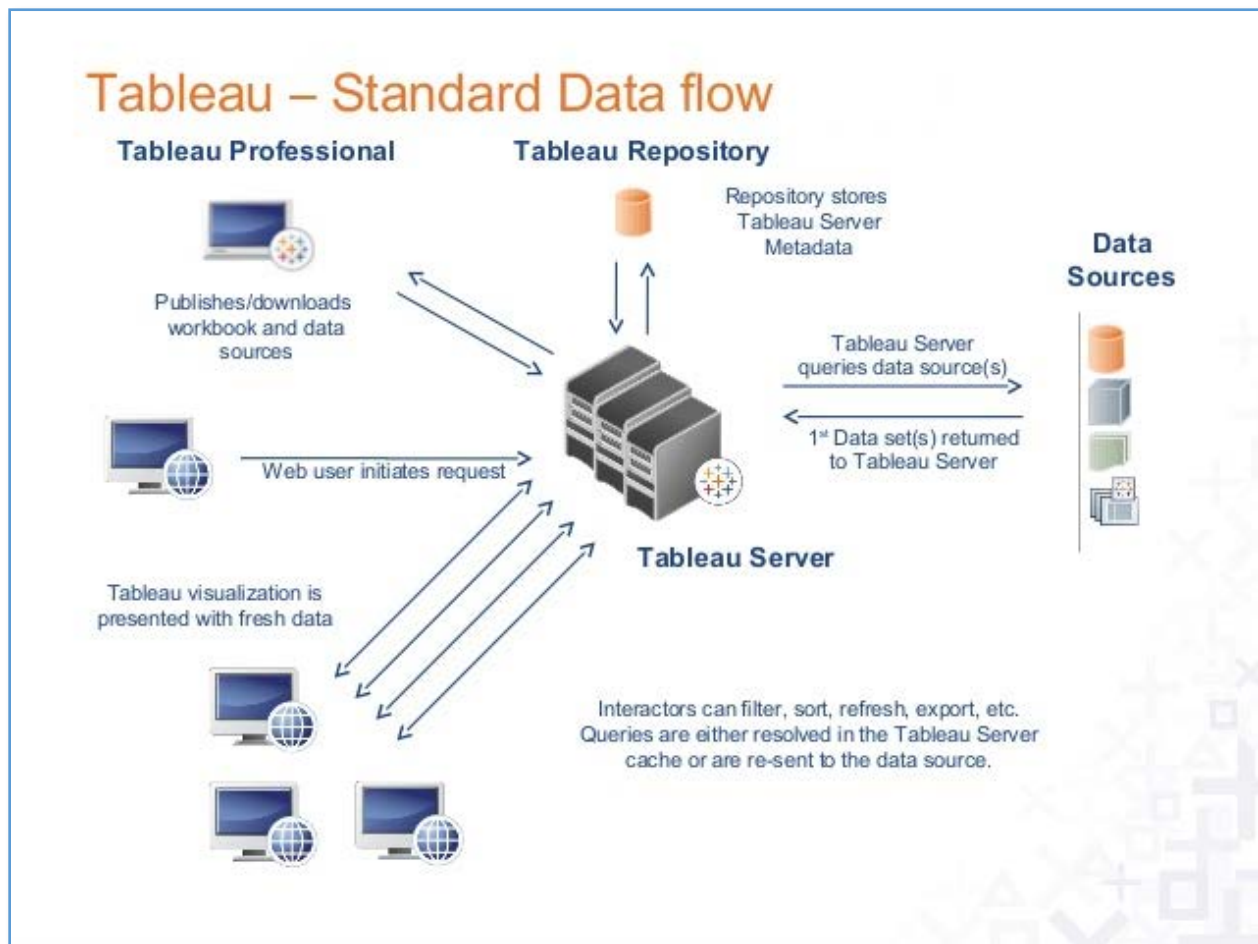 Tableau – Standard Data flow
Tableau Professional
Tableau Repository
Repository stores
Tableau Server
Metadata
Data
Sources
Publishes/downloads
workbook and data
sources
Tableau Server
queries data source(s)
1st Data set(s) returned
to Tableau Server
Web user initiates request
Tableau Server
Tableau visualization is
presented with fresh data
Interactors can filter, sort, refresh, export, etc.
Queries are either resolved in the Tableau Server
cache or are re-sent to the data source.